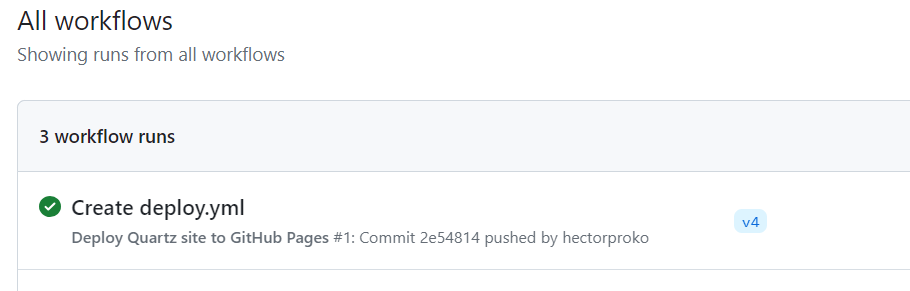 All workflows
Showing runs from all workflows
3 workflow runs
Create deploy.yml
v4
Deploy Quartz site to GitHub Pages #1: Commit 2e54814 pushed by hectorproko